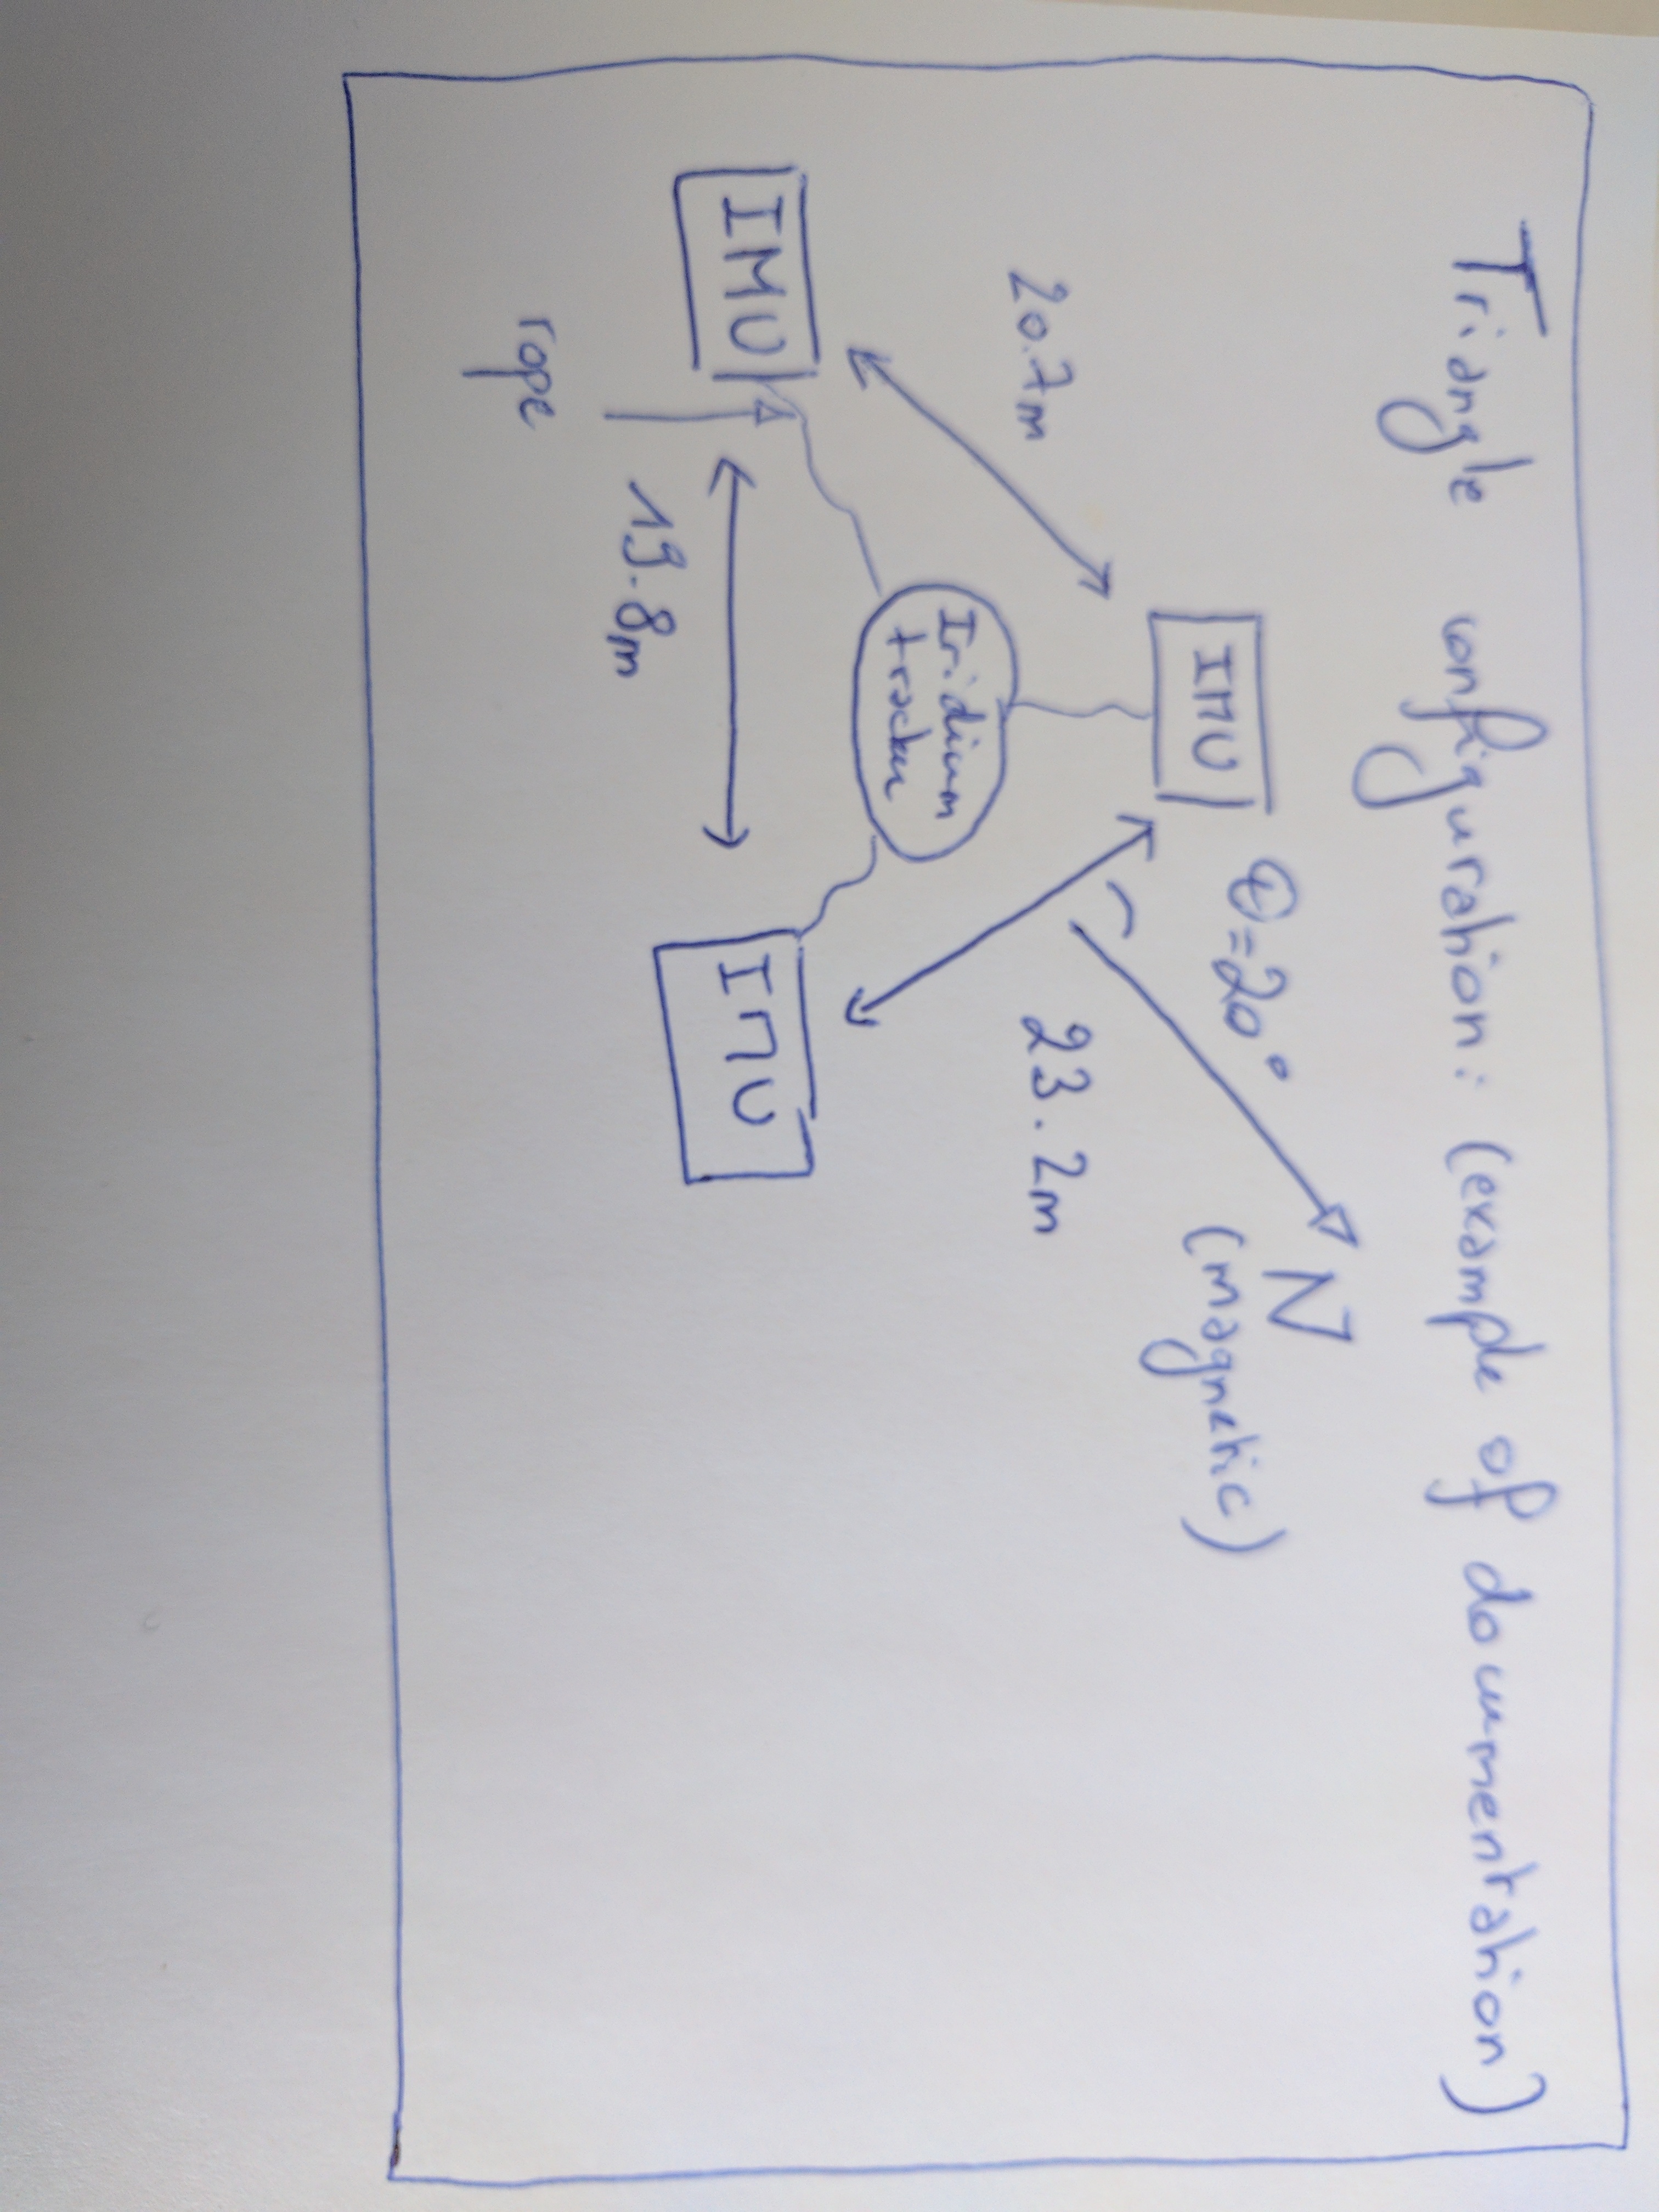 Triangle configuration: (example of documentation)
IMU
θ=20°
N
(magnetic)
20.7m
23.2m
Iridium
tracker
IMU
IMU
19.8m
rope